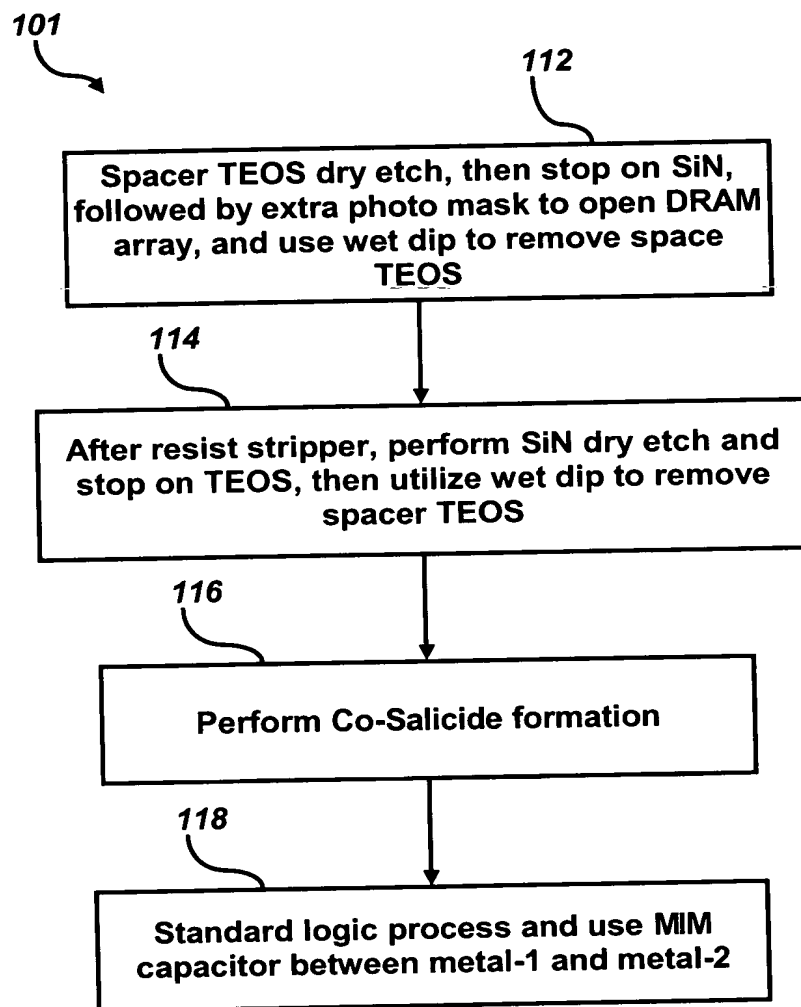 101
112
Spacer TEOS dry etch, then stop on SiN,
followed by extra photo mask to open DRAM
array, and use wet dip to remove space
TEOS
114
After resist stripper, perform SiN dry etch and
stop on TEOS, then utilize wet dip to remove
spacer TEOS
116
Perform Co-Salicide formation
118
Standard logic process and use MIM
capacitor between metal-1 and metal-2